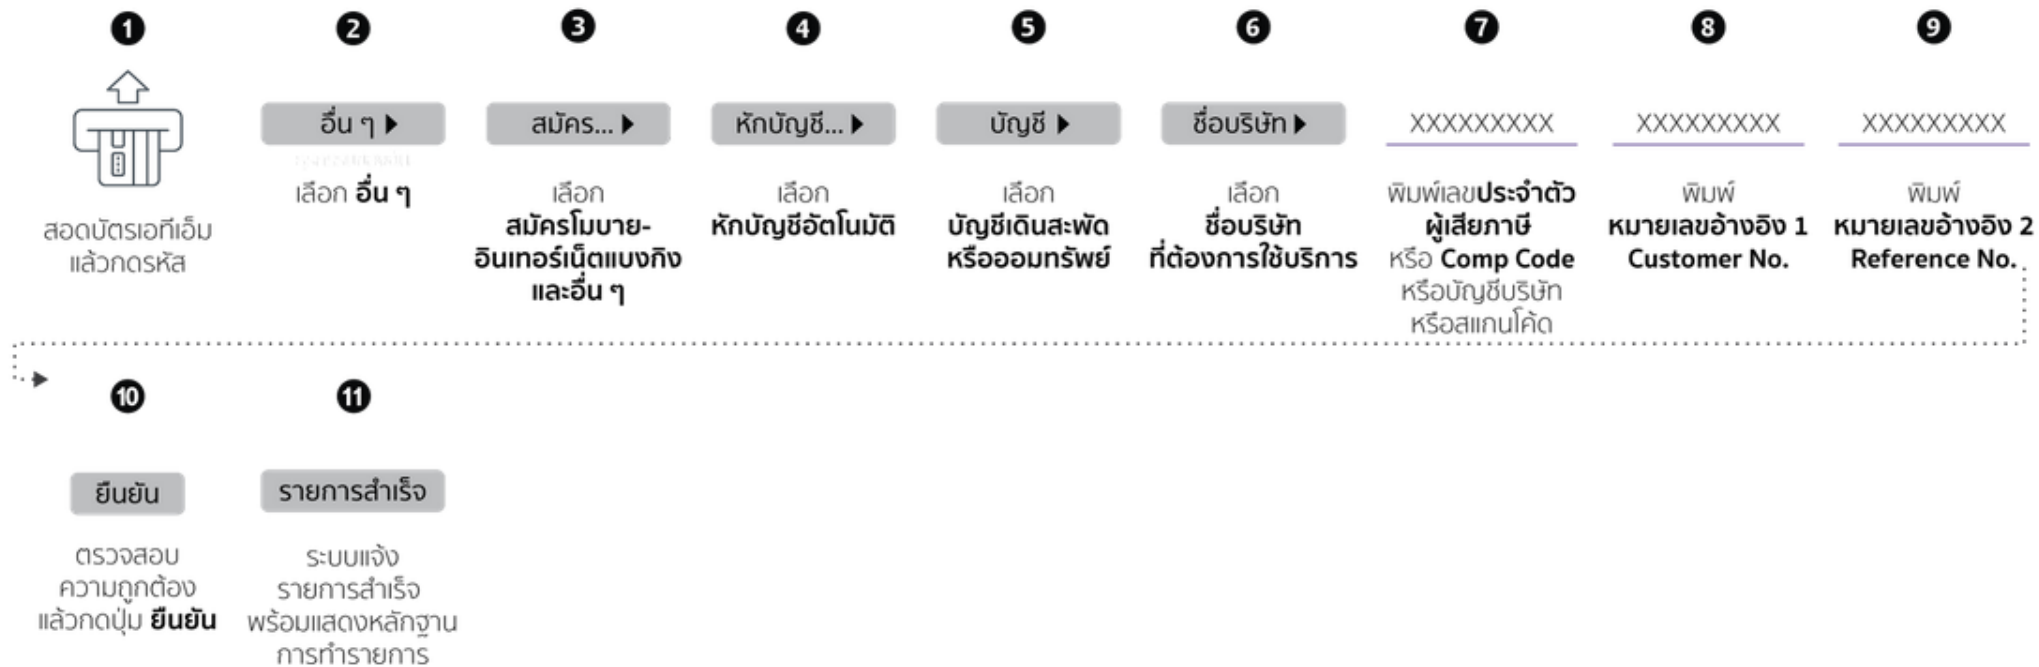 1
สอดบัตรเอทีเอ็ม
แล้วกดรหัส
2
อื่น ๆ
เลือก อื่น ๆ
3
สมัคร...
เลือก
สมัครโมบาย-
อินเทอร์เน็ตแบงกิง
และอื่น ๆ
4
หักบัญชี...
เลือก
หักบัญชีอัตโนมัติ
5
บัญชี
เลือก
บัญชีเดินสะพัด
หรือออมทรัพย์
6
ชื่อบริษัท
เลือก
ชื่อบริษัท
ที่ต้องการใช้บริการ
7
XXXXXXXXX
พิมพ์เลขประจำตัว
ผู้เสียภาษี
หรือ Comp Code
หรือบัญชีบริษัท
หรือสแกนโค้ด
8
XXXXXXXXX
พิมพ์
หมายเลขอ้างอิง 1
Customer No.
9
XXXXXXXXX
พิมพ์
หมายเลขอ้างอิง 2
Reference No.
10
ยืนยัน
ตรวจสอบ
ความถูกต้อง
แล้วกดปุ่ม ยืนยัน
11
รายการสำเร็จ
ระบบแจ้ง
รายการสำเร็จ
พร้อมแสดงหลักฐาน
การทำรายการ